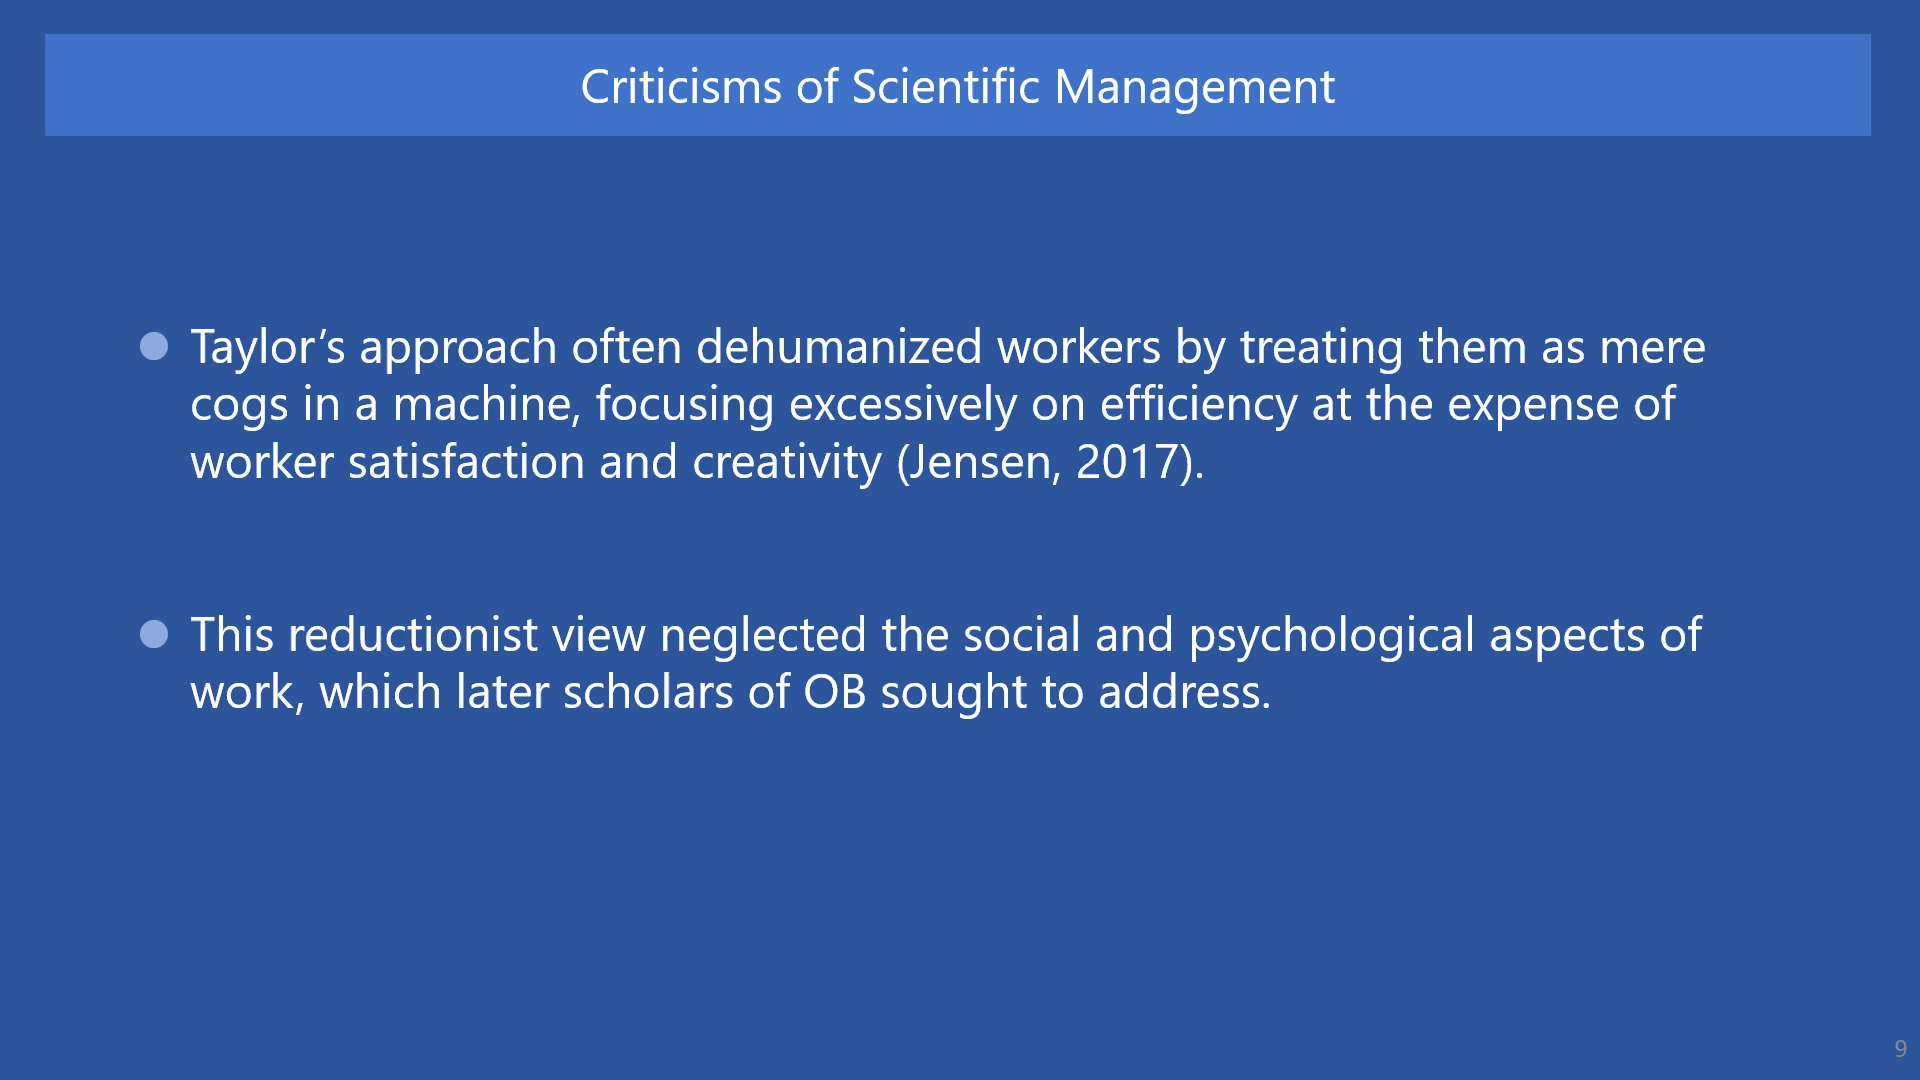 Criticisms of Scientific Management
● Taylor’s approach often dehumanized workers by treating them as mere
cogs in a machine, focusing excessively on efficiency at the expense of
worker satisfaction and creativity (Jensen, 2017).
● This reductionist view neglected the social and psychological aspects of
work, which later scholars of OB sought to address.
9